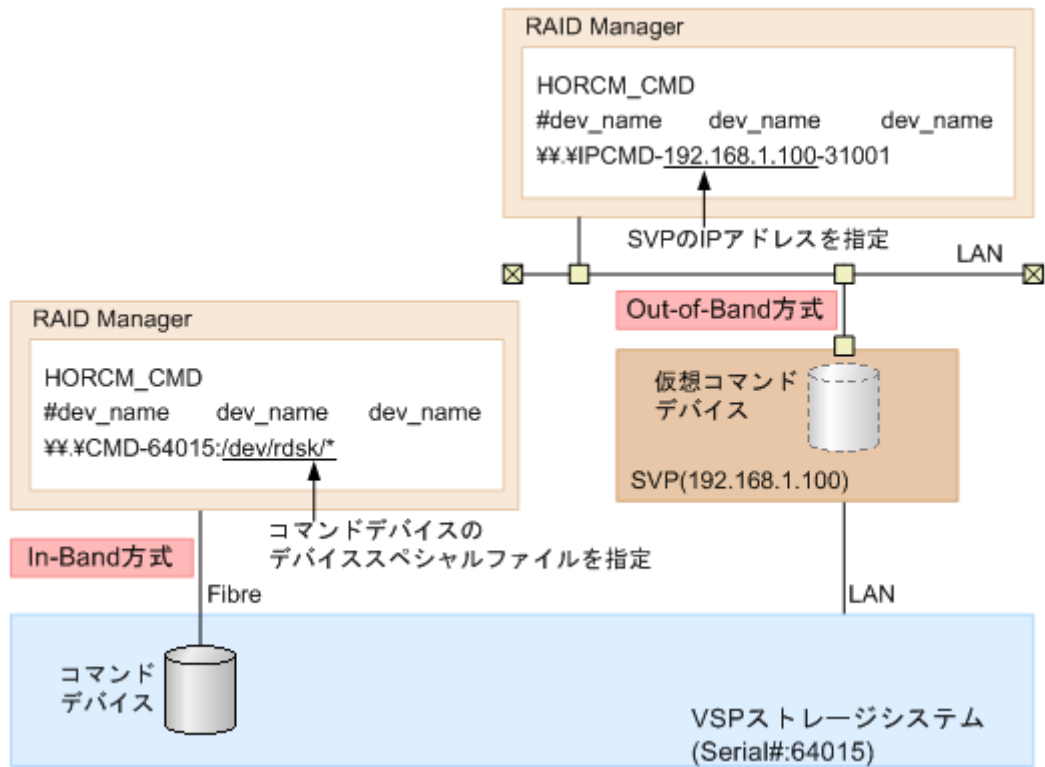 RAID Manager
HORCM_CMD
#dev_name dev_name dev_name
¥¥.¥IPCMD-192.168.1.100-31001
SVPのIPアドレスを指定
LAN
Out-of-Band方式
仮想コマンド
デバイス
SVP(192.168.1.100)
LAN
RAID Manager
HORCM_CMD
#dev_name dev_name dev_name
¥¥.¥CMD-64015:/dev/rdsk/*
コマンドデバイスの
デバイススペシャルファイルを指定
In-Band方式
Fibre
コマンド
デバイス
VSPストレージシステム
(Serial#:64015)